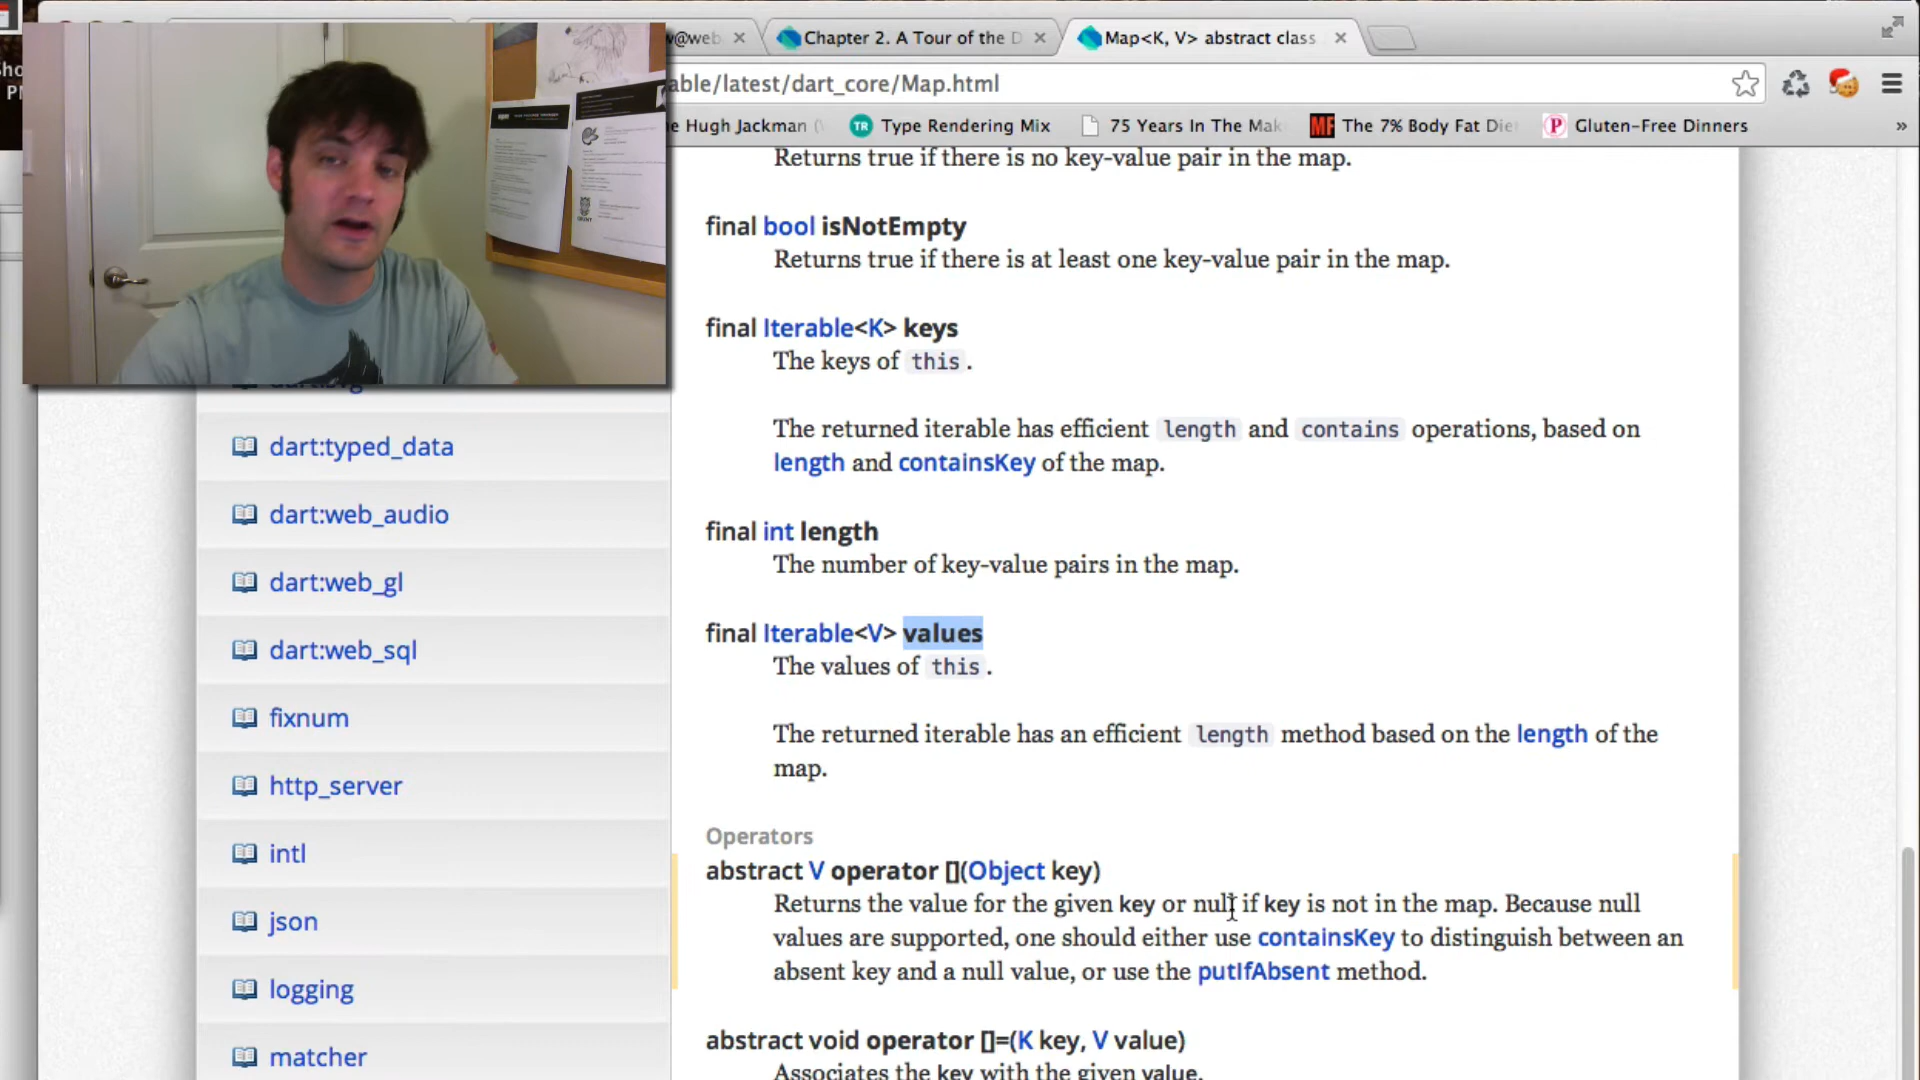 Sho
P
w@web
Chapter 2. A Tour of the D
Map<K, V> abstract class
able/latest/dart_core/Map.html
e Hugh Jackman (
TR Type Rendering Mix
75 Years In The Mak
MF The 7% Body Fat Die
P Gluten-Free Dinners
»
Returns true if there is no key-value pair in the map.
final bool isNotEmpty
Returns true if there is at least one key-value pair in the map.
final Iterable<K> keys
The keys of this.
The returned iterable has efficient length and contains operations, based on
length and containsKey of the map.
final int length
The number of key-value pairs in the map.
final Iterable<V> values
The values of this.
The returned iterable has an efficient length method based on the length of the
map.
Operators
abstract V operator [](Object key)
Returns the value for the given key or null if key is not in the map. Because null
values are supported, one should either use containsKey to distinguish between an
absent key and a null value, or use the putIfAbsent method.
abstract void operator []=(K key, V value)
Associates the key with the given value.
dart:typed_data
dart:web_audio
dart:web_gl
dart:web_sql
fixnum
http_server
intl
json
logging
matcher